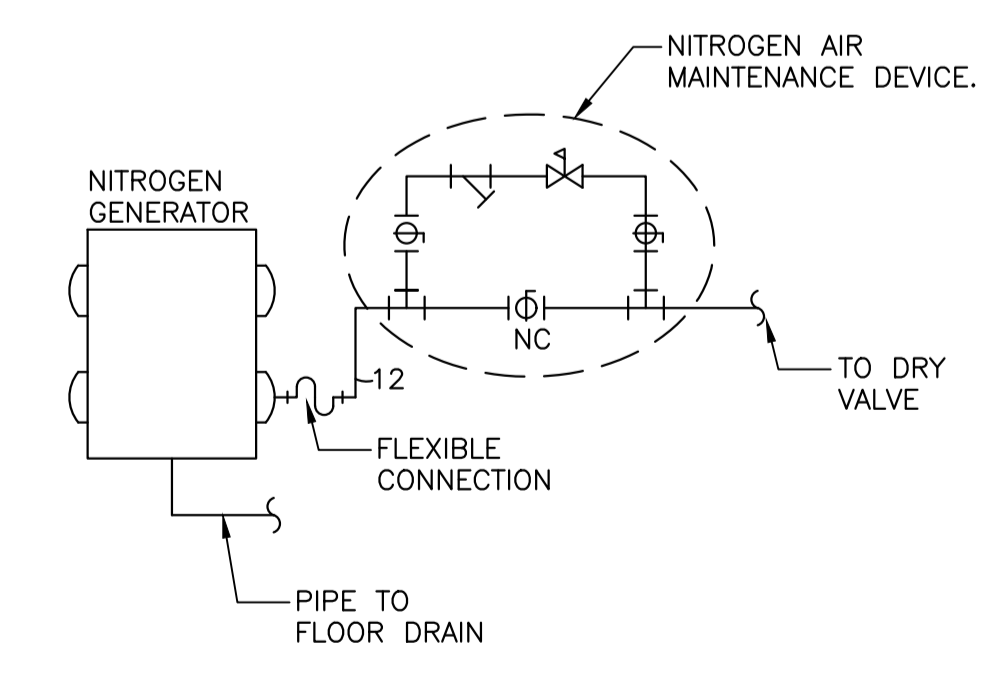 NITROGEN AIR
MAINTENANCE DEVICE.
NITROGEN
GENERATOR
NC
12
TO DRY
VALVE
FLEXIBLE
CONNECTION
PIPE TO
FLOOR DRAIN